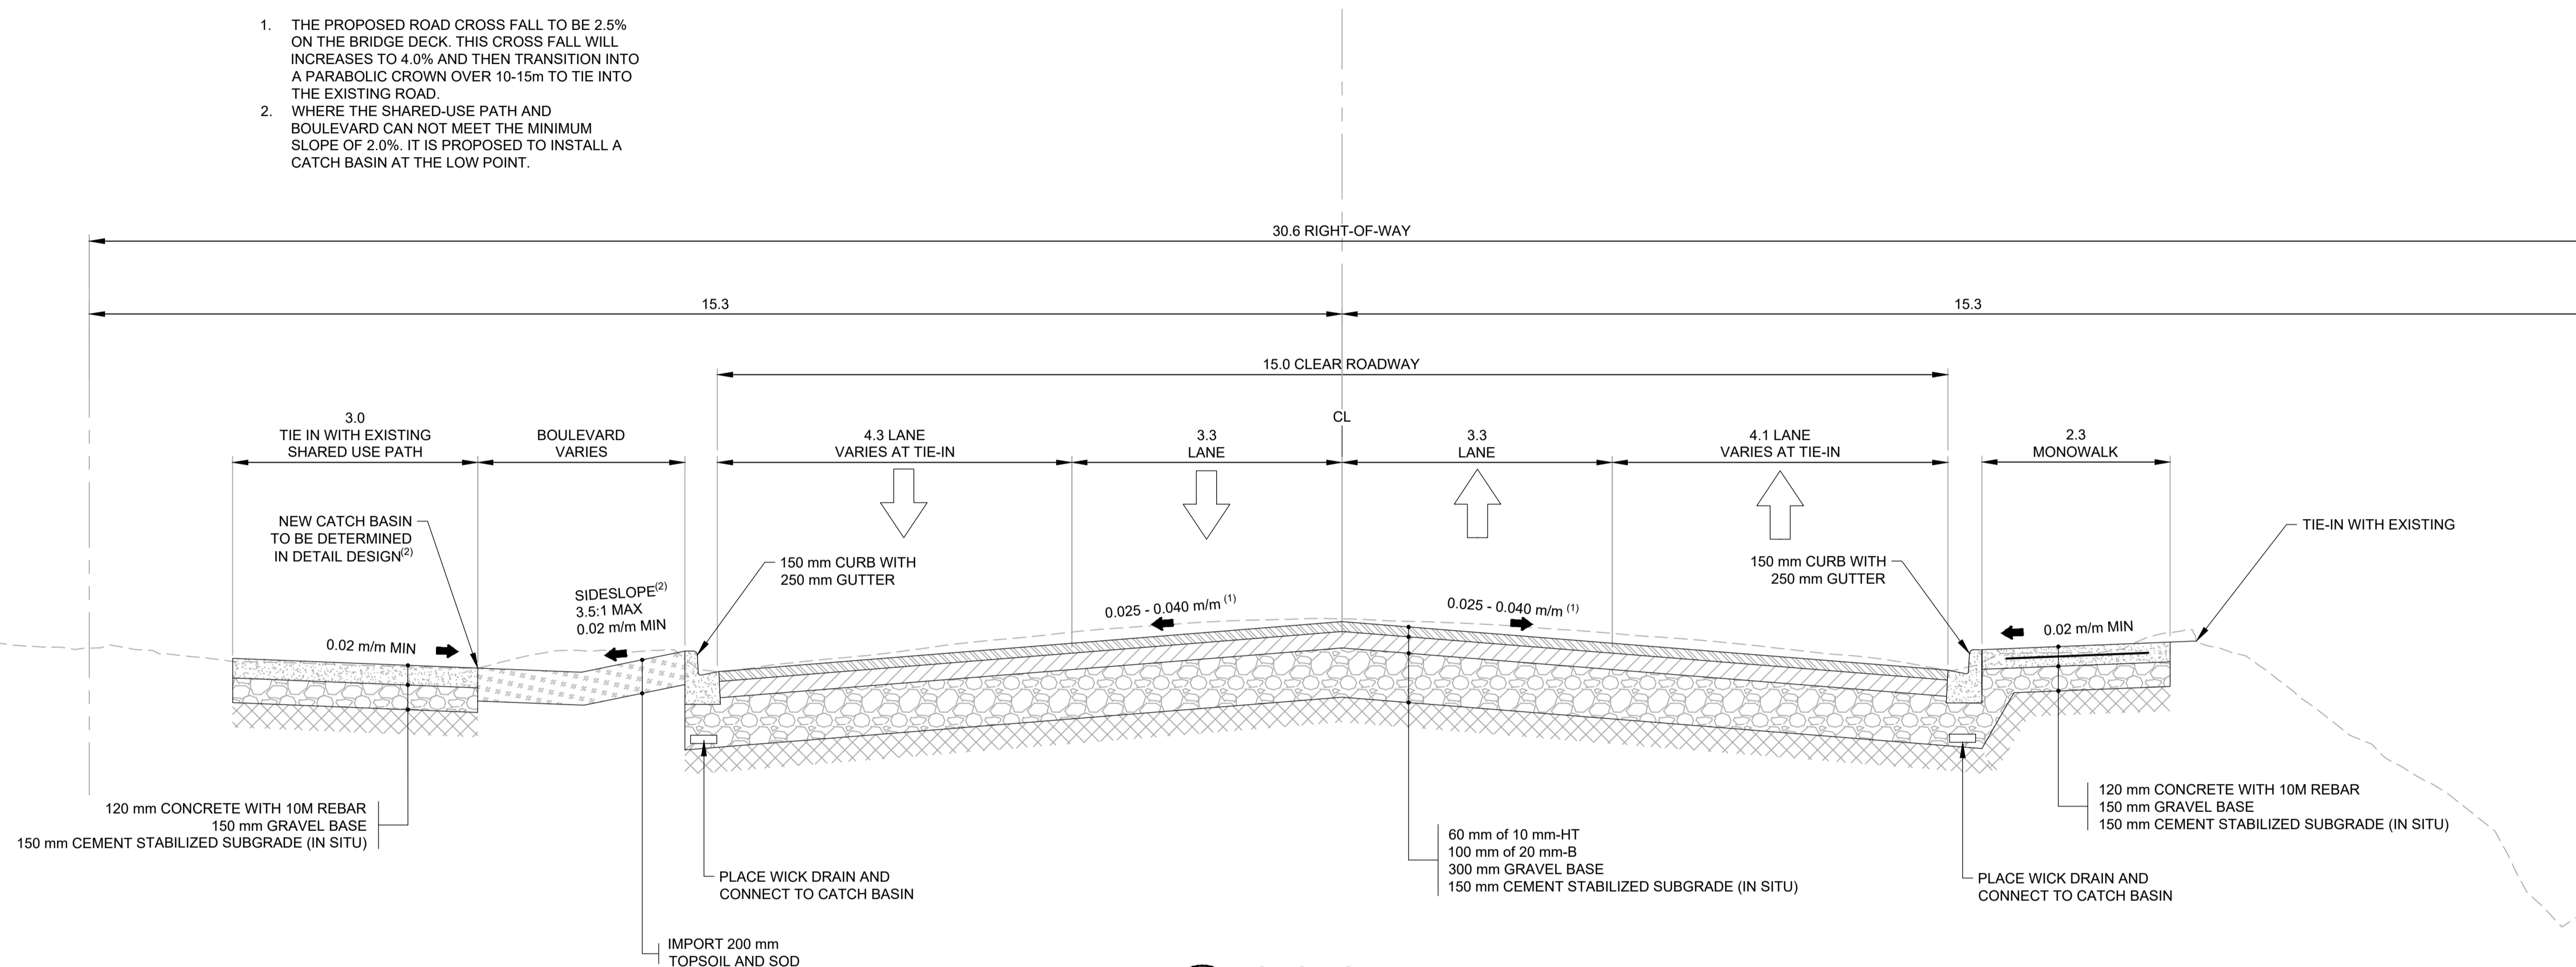 1. THE PROPOSED ROAD CROSS FALL TO BE 2.5%
ON THE BRIDGE DECK. THIS CROSS FALL WILL
INCREASES TO 4.0% AND THEN TRANSITION INTO
A PARABOLIC CROWN OVER 10-15m TO TIE INTO
THE EXISTING ROAD.
2. WHERE THE SHARED-USE PATH AND
BOULEVARD CAN NOT MEET THE MINIMUM
SLOPE OF 2.0%. IT IS PROPOSED TO INSTALL A
CATCH BASIN AT THE LOW POINT.
30.6 RIGHT-OF-WAY
15.3
15.3
15.0 CLEAR ROADWAY
3.0
TIE IN WITH EXISTING
SHARED USE PATH
BOULEVARD
VARIES
4.3 LANE
VARIES AT TIE-IN
3.3
LANE
CL
3.3
LANE
4.1 LANE
VARIES AT TIE-IN
2.3
MONOWALK
NEW CATCH BASIN
TO BE DETERMINED
IN DETAIL DESIGN(2)
150 mm CURB WITH
250 mm GUTTER
150 mm CURB WITH
250 mm GUTTER
TIE-IN WITH EXISTING
SIDESLOPE(2)
3.5:1 MAX
0.02 m/m MIN
0.02 m/m MIN
0.025 - 0.040 m/m (1)
0.025 - 0.040 m/m (1)
0.02 m/m MIN
120 mm CONCRETE WITH 10M REBAR
150 mm GRAVEL BASE
150 mm CEMENT STABILIZED SUBGRADE (IN SITU)
PLACE WICK DRAIN AND
CONNECT TO CATCH BASIN
IMPORT 200 mm
TOPSOIL AND SOD
60 mm of 10 mm-HT
100 mm of 20 mm-B
300 mm GRAVEL BASE
150 mm CEMENT STABILIZED SUBGRADE (IN SITU)
120 mm CONCRETE WITH 10M REBAR
150 mm GRAVEL BASE
150 mm CEMENT STABILIZED SUBGRADE (IN SITU)
PLACE WICK DRAIN AND
CONNECT TO CATCH BASIN